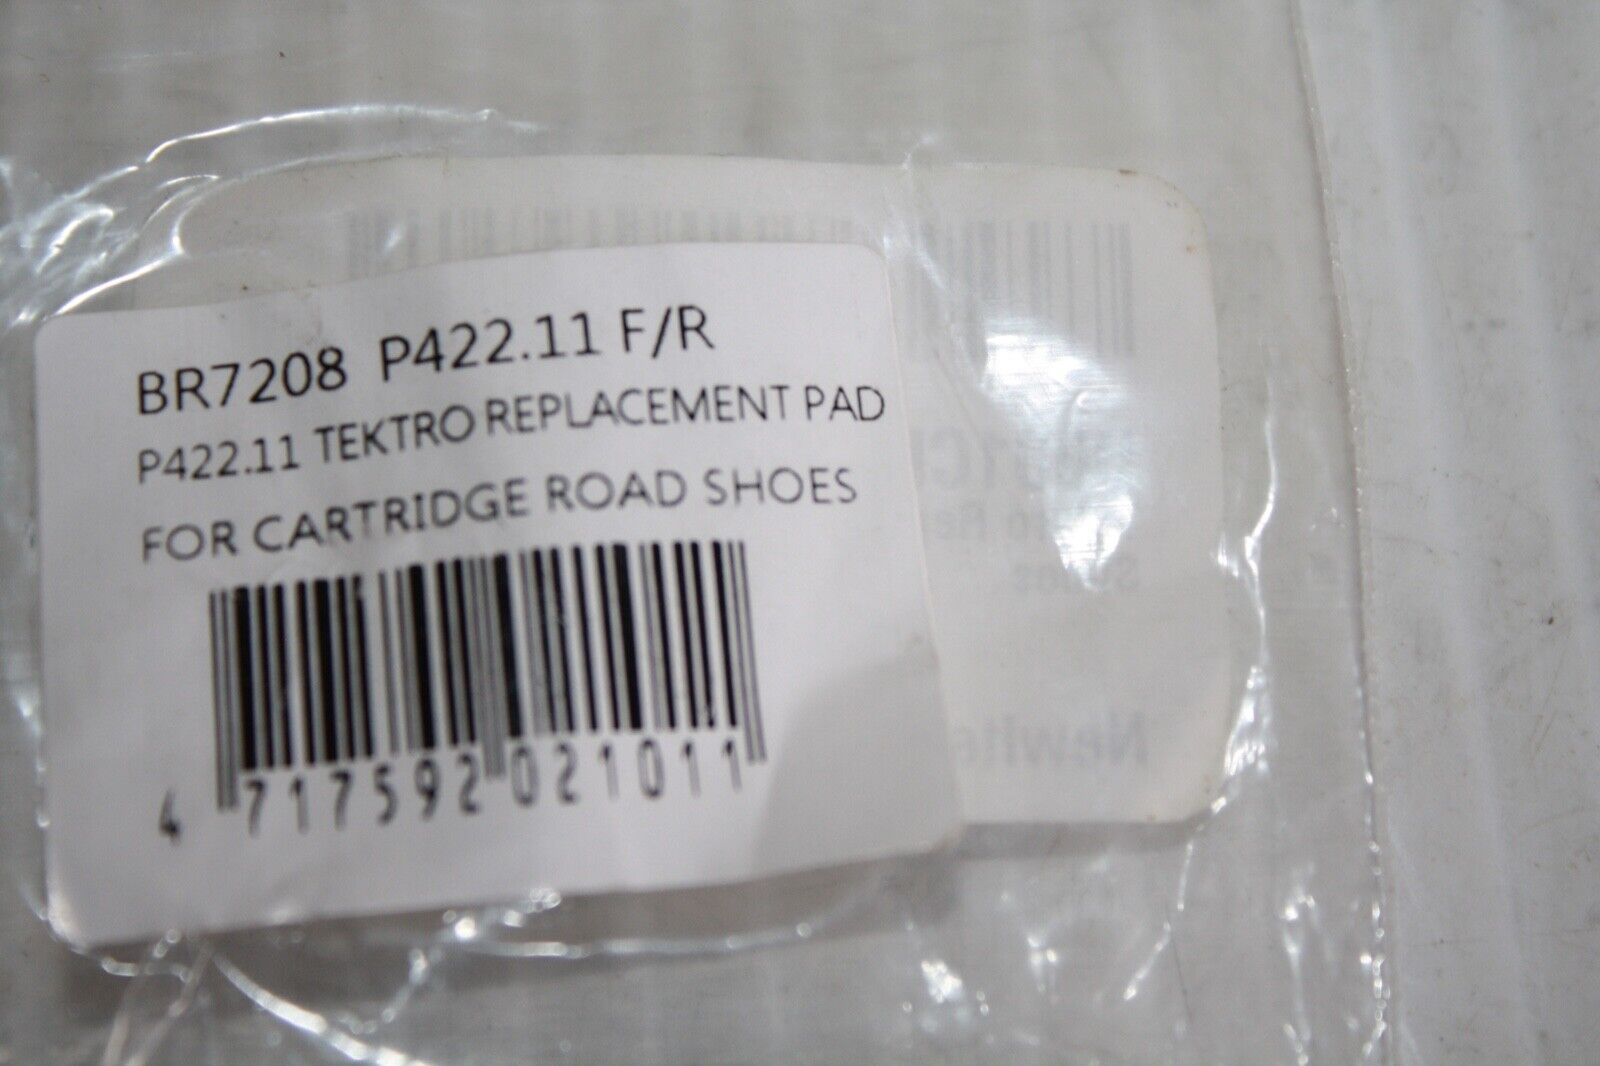 BR7208 P422.11 F/R
P422.11 TEKTRO REPLACEMENT PAD
FOR CARTRIDGE ROAD SHOES
4 717592 021011